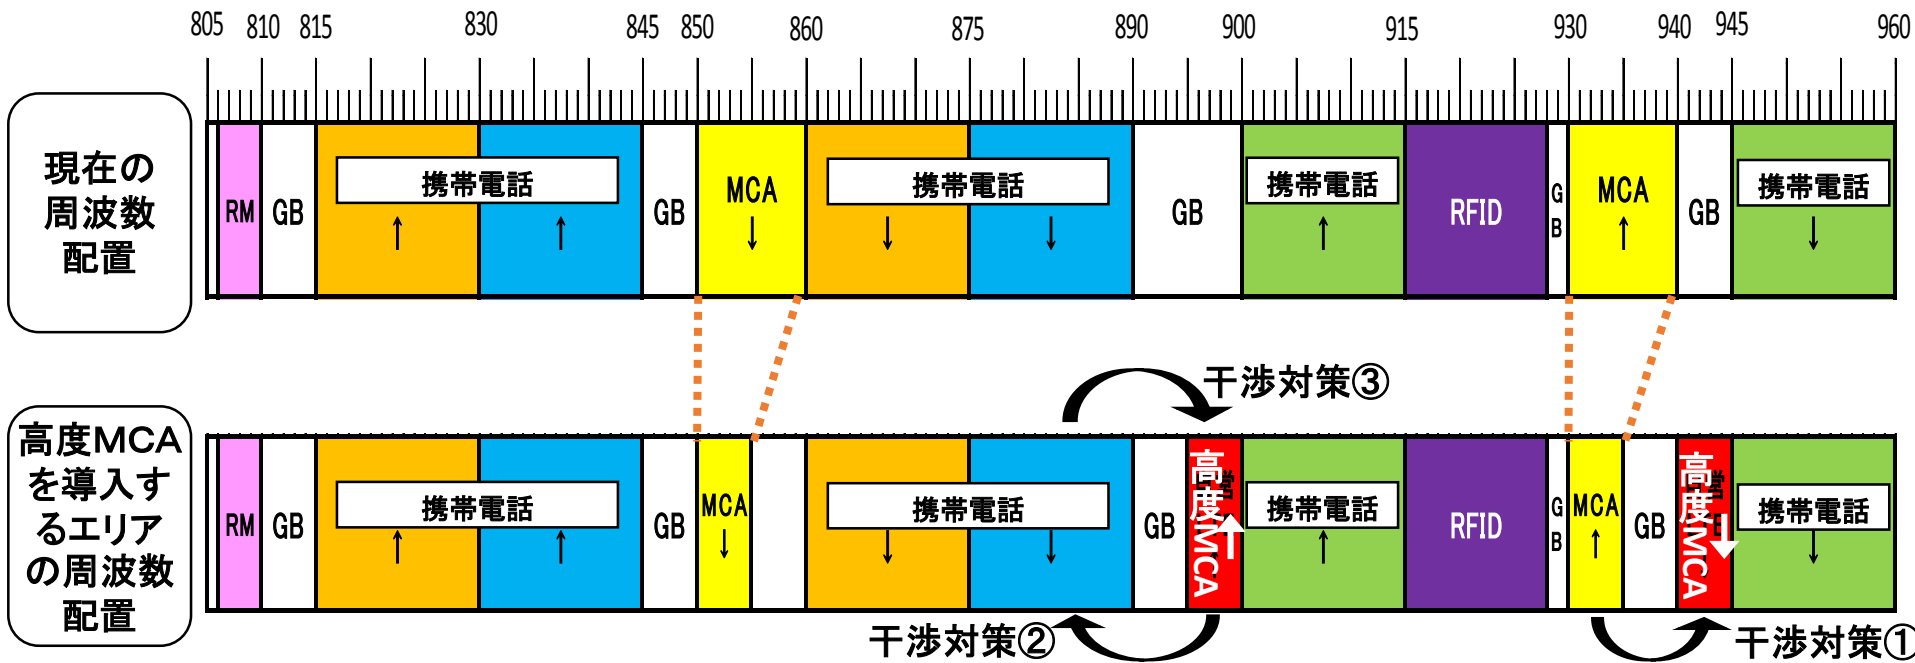 805 810 815 830 845 850 860 875 890 900 915 930 940 945 960
現在の
周波数
配置
RM GB 携帯電話 GB MCA 携帯電話 GB 携帯電話 RFID GB MCA GB 携帯電話
↑ ↑ ↓ ↓ ↓ ↑ ↑ ↓
干渉対策③
高度MCA
を導入す
るエリア
の周波数
配置
RM GB 携帯電話 GB MCA 携帯電話 GB 高度MCA 携帯電話 RFID GB MCA GB 高度MCA 携帯電話
↑ ↑ ↓ ↓ ↓ ↑ ↑ ↑ ↓ ↓
干渉対策② 干渉対策①